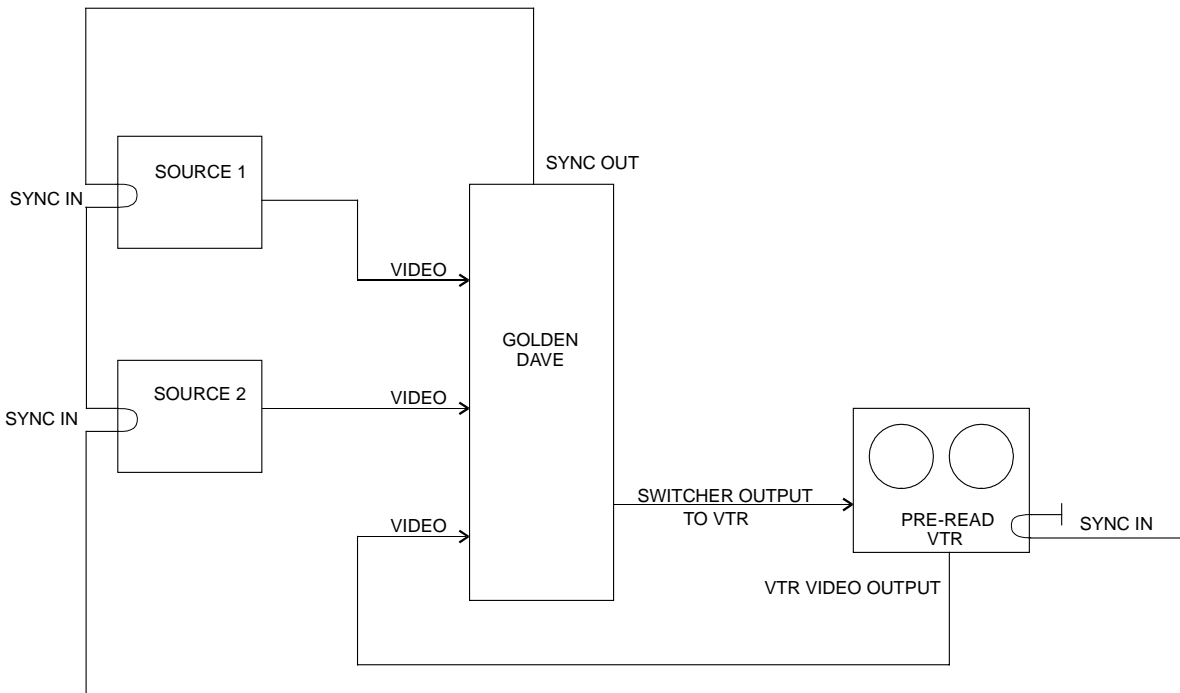 SYNC OUT
SOURCE 1
SYNC IN
VIDEO
GOLDEN
DAVE
SOURCE 2
VIDEO
SYNC IN
SWITCHER OUTPUT
TO VTR
VIDEO
PRE-READ
VTR
SYNC IN
VTR VIDEO OUTPUT